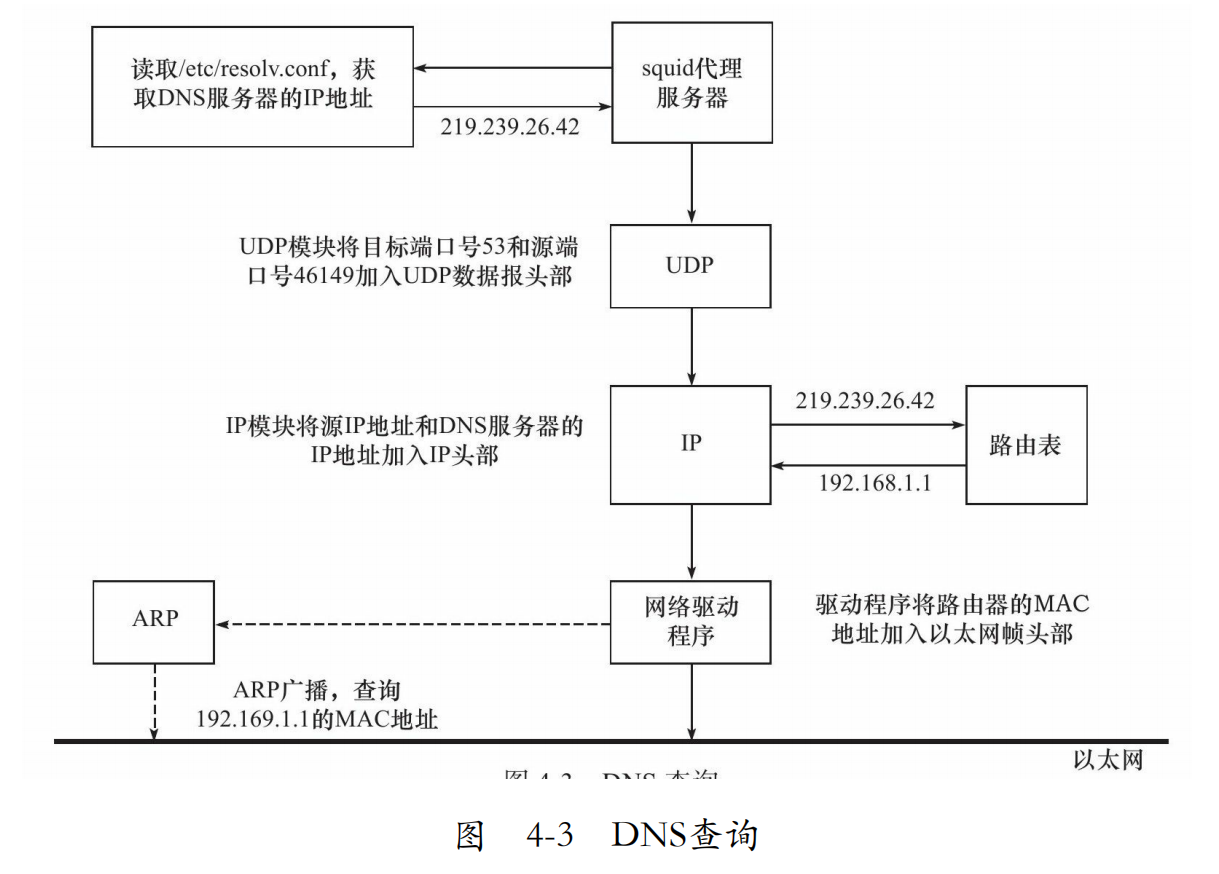 读取/etc/resolv.conf，获
取DNS服务器的IP地址
squid代理
服务器
219.239.26.42
UDP模块将目标端口号53和源端
口号46149加入UDP数据报头部
UDP
IP模块将源IP地址和DNS服务器的
IP地址加入IP头部
IP
219.239.26.42
192.168.1.1
路由表
ARP
网络驱动
程序
驱动程序将路由器的MAC
地址加入以太网帧头部
ARP广播，查询
192.169.1.1的MAC地址
以太网
图 4-3 DNS 查询
图 4-3 DNS查询